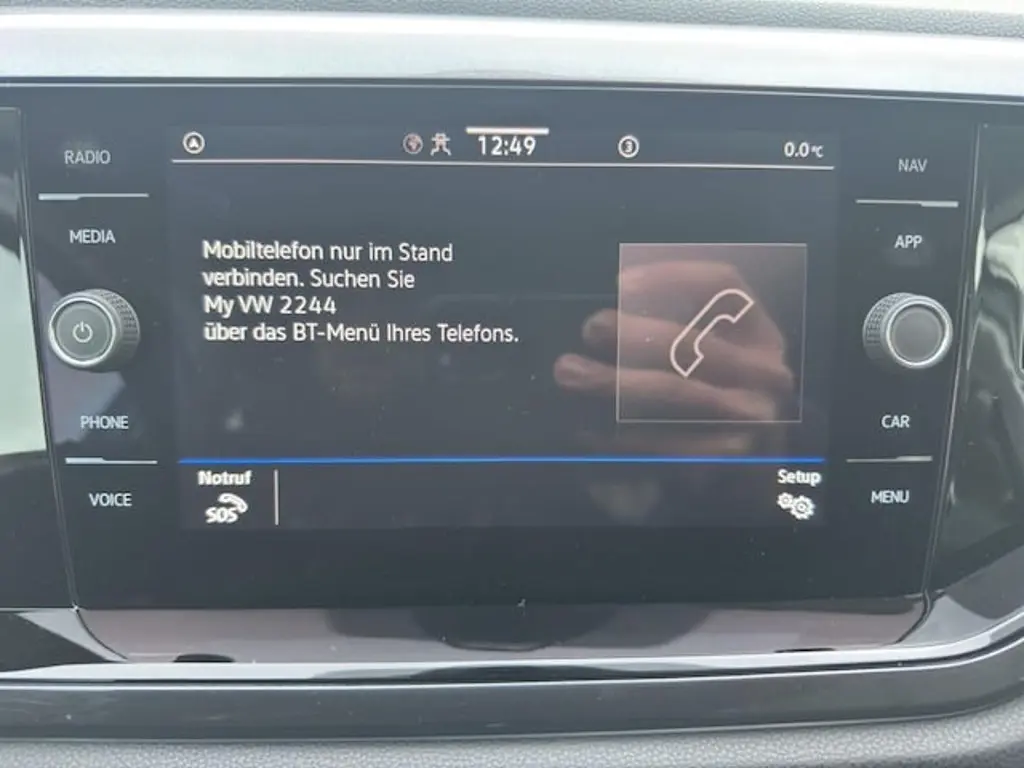 RADIO
MEDIA
PHONE
VOICE
A
12:49
3
0.0°C
Mobiltelefon nur im Stand
verbinden. Suchen Sie
My VW 2244
über das BT-Menü Ihres Telefons.
Notruf
SOS
Setup
NAV
APP
CAR
MENU